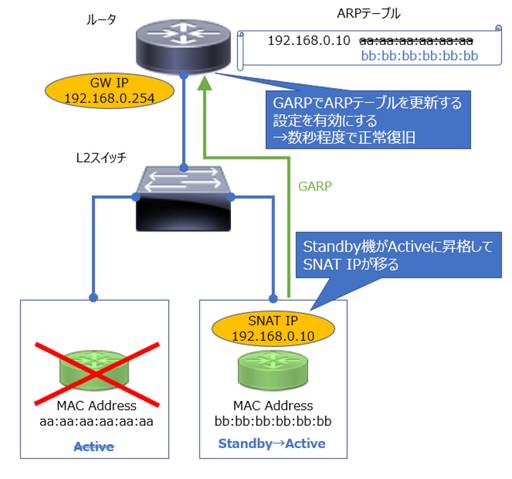 ルータ
ARPテーブル
192.168.0.10 aa:aa:aa:aa:aa:aa
bb:bb:bb:bb:bb:bb
GW IP
192.168.0.254
GARPでARPテーブルを更新する
設定を有効にする
→数秒程度で正常復旧
L2スイッチ
GARP
Standby機がActiveに昇格して
SNAT IPが移る
SNAT IP
192.168.0.10
MAC Address
aa:aa:aa:aa:aa:aa
Active
MAC Address
bb:bb:bb:bb:bb:bb
Standby→Active